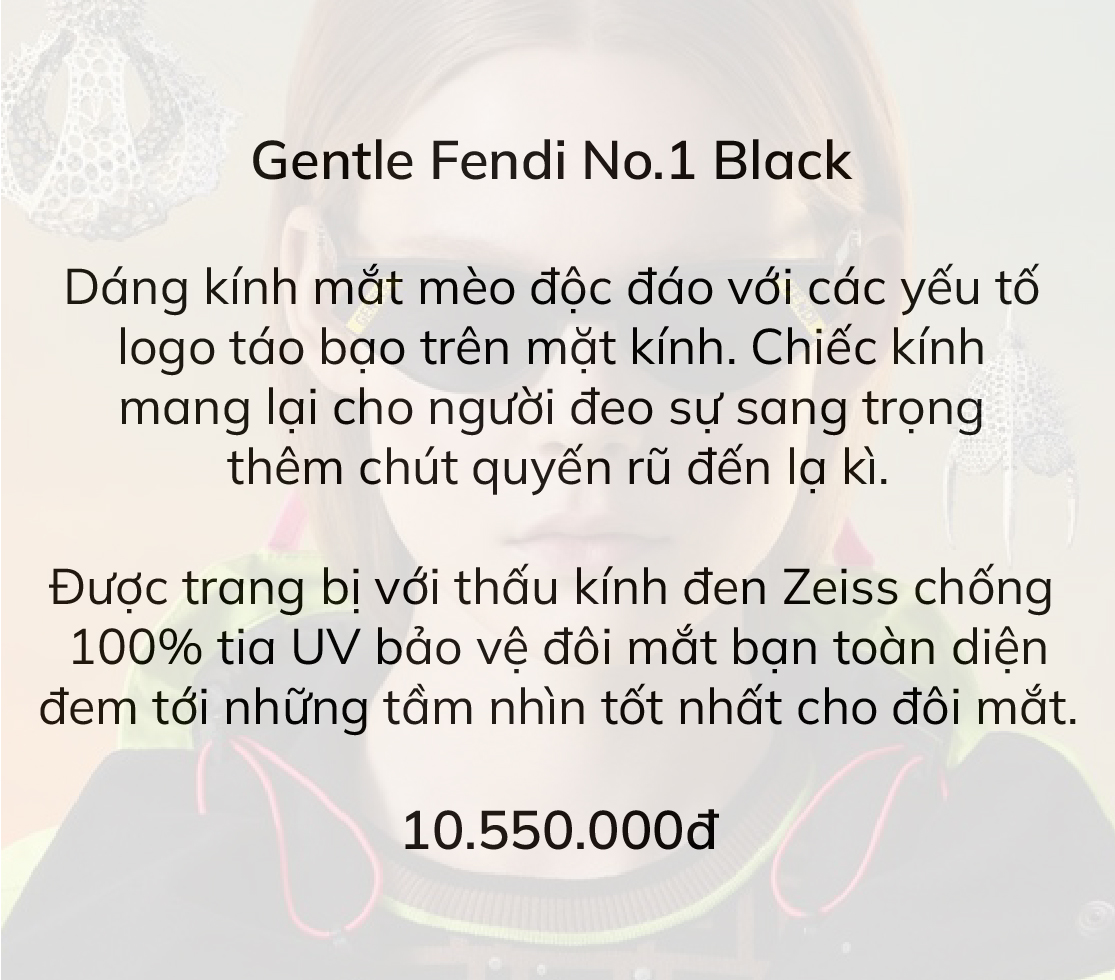 Gentle Fendi No.1 Black
Dáng kính mắt mèo độc đáo với các yếu tố
logo táo bạo trên mặt kính. Chiếc kính
mang lại cho người đeo sự sang trọng
thêm chút quyến rũ đến lạ kì.
Được trang bị với thấu kính đen Zeiss chống
100% tia UV bảo vệ đôi mắt bạn toàn diện
đem tới những tầm nhìn tốt nhất cho đôi mắt.
10.550.000đ